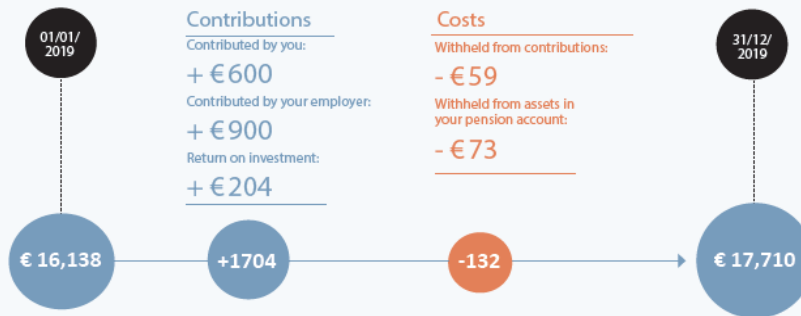 01/01/
2019
Contributions
Contributed by you:
+ €600
Contributed by your employer:
+ €900
Return on investment:
+ €204
Costs
Withheld from contributions:
- €59
Withheld from assets in
your pension account:
- €73
31/12/
2019
€ 16,138
+1704
-132
€ 17,710